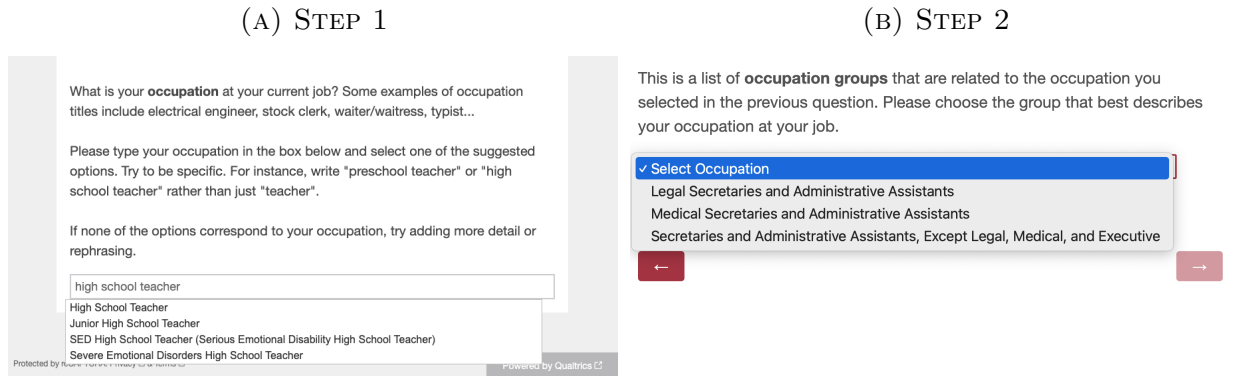 (A) STEP 1
What is your occupation at your current job? Some examples of occupation
titles include electrical engineer, stock clerk, waiter/waitress, typist...
Please type your occupation in the box below and select one of the suggested
options. Try to be specific. For instance, write "preschool teacher" or "high
school teacher" rather than just "teacher".
If none of the options correspond to your occupation, try adding more detail or
rephrasing.
high school teacher
High School Teacher
Junior High School Teacher
SED High School Teacher (Serious Emotional Disability High School Teacher)
Severe Emotional Disorders High School Teacher
Protected by
Powered by Qualtrics
(B) STEP 2
This is a list of occupation groups that are related to the occupation you
selected in the previous question. Please choose the group that best describes
your occupation at your job.
✓ Select Occupation
Legal Secretaries and Administrative Assistants
Medical Secretaries and Administrative Assistants
Secretaries and Administrative Assistants, Except Legal, Medical, and Executive
← →